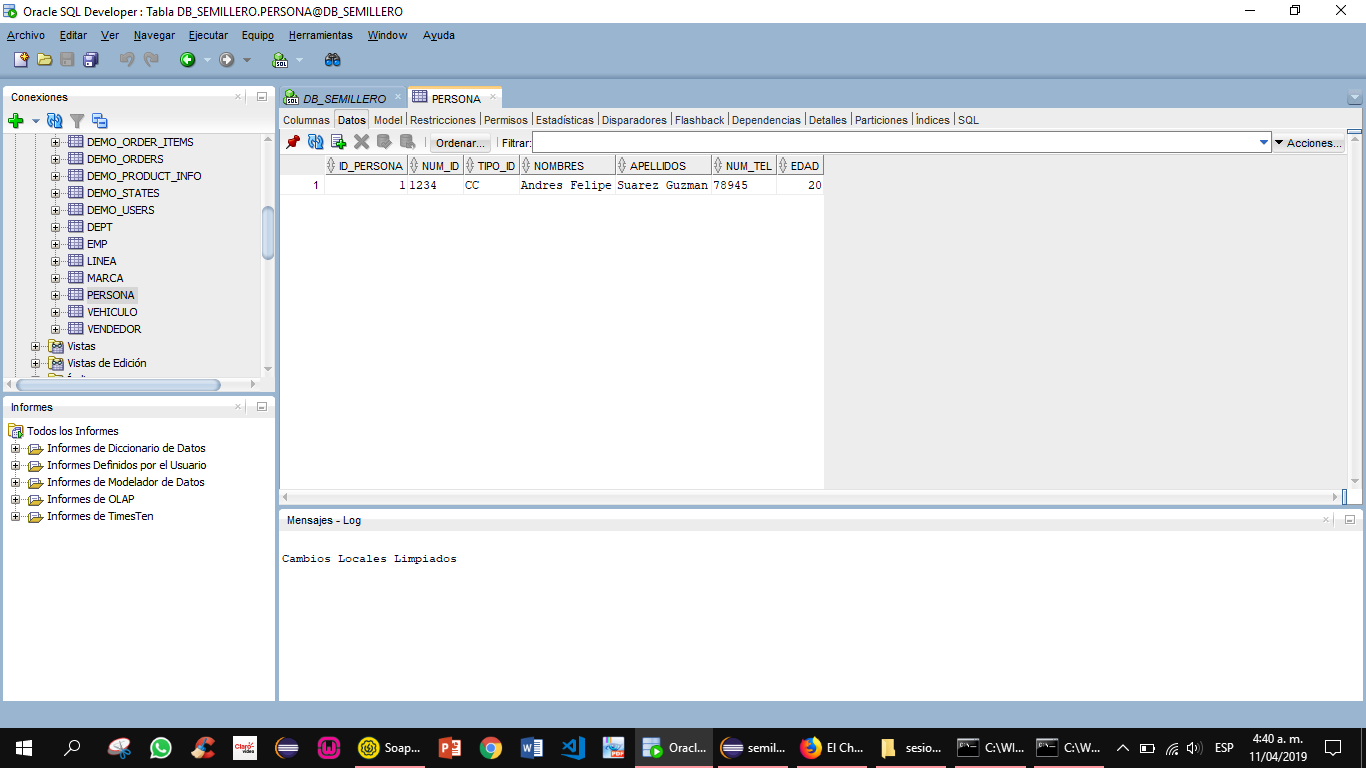 Oracle SQL Developer : Tabla DB_SEMILLERO.PERSONA@DB_SEMILLERO
Archivo Editar Ver Navegar Ejecutar Equipo Herramientas Window Ayuda
Conexiones
DEMO_ORDER_ITEMS
DEMO_ORDERS
DEMO_PRODUCT_INFO
DEMO_STATES
DEMO_USERS
DEPT
EMP
LINEA
MARCA
PERSONA
VEHICULO
VENDEDOR
Vistas
Vistas de Edición
Informes
Todos los Informes
Informes de Diccionario de Datos
Informes Definidos por el Usuario
Informes de Modelador de Datos
Informes de OLAP
Informes de TimesTen
DB_SEMILLERO PERSONA
Columnas Datos Model Restricciones Permisos Estadísticas Disparadores Flashback Dependencias Detalles Particiones Índices SQL
Ordenar... Filtrar: Acciones...
ID_PERSONA NUM_ID TIPO_ID NOMBRES APELLIDOS NUM_TEL EDAD
1 1 1234 CC Andres Felipe Suarez Guzman 78945 20
Mensajes - Log
Cambios Locales Limpiados
Claro video
Soap... Oracl... semil... El Ch... sesio... C:\WI... C:\W... ESP
4:40 a. m.
11/04/2019